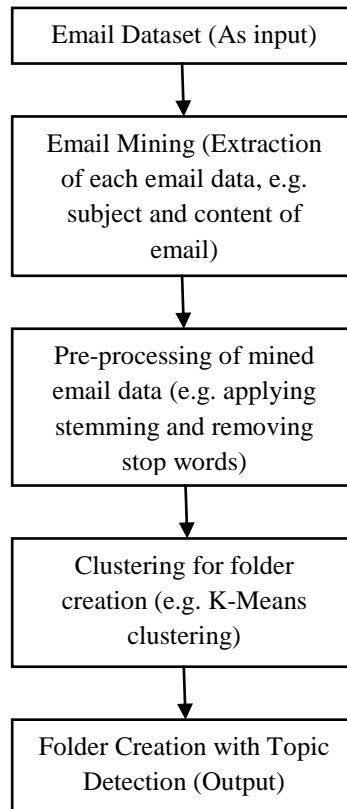 Email Dataset (As input)
Email Mining (Extraction
of each email data, e.g.
subject and content of
email)
Pre-processing of mined
email data (e.g. applying
stemming and removing
stop words)
Clustering for folder
creation (e.g. K-Means
clustering)
Folder Creation with Topic
Detection (Output)